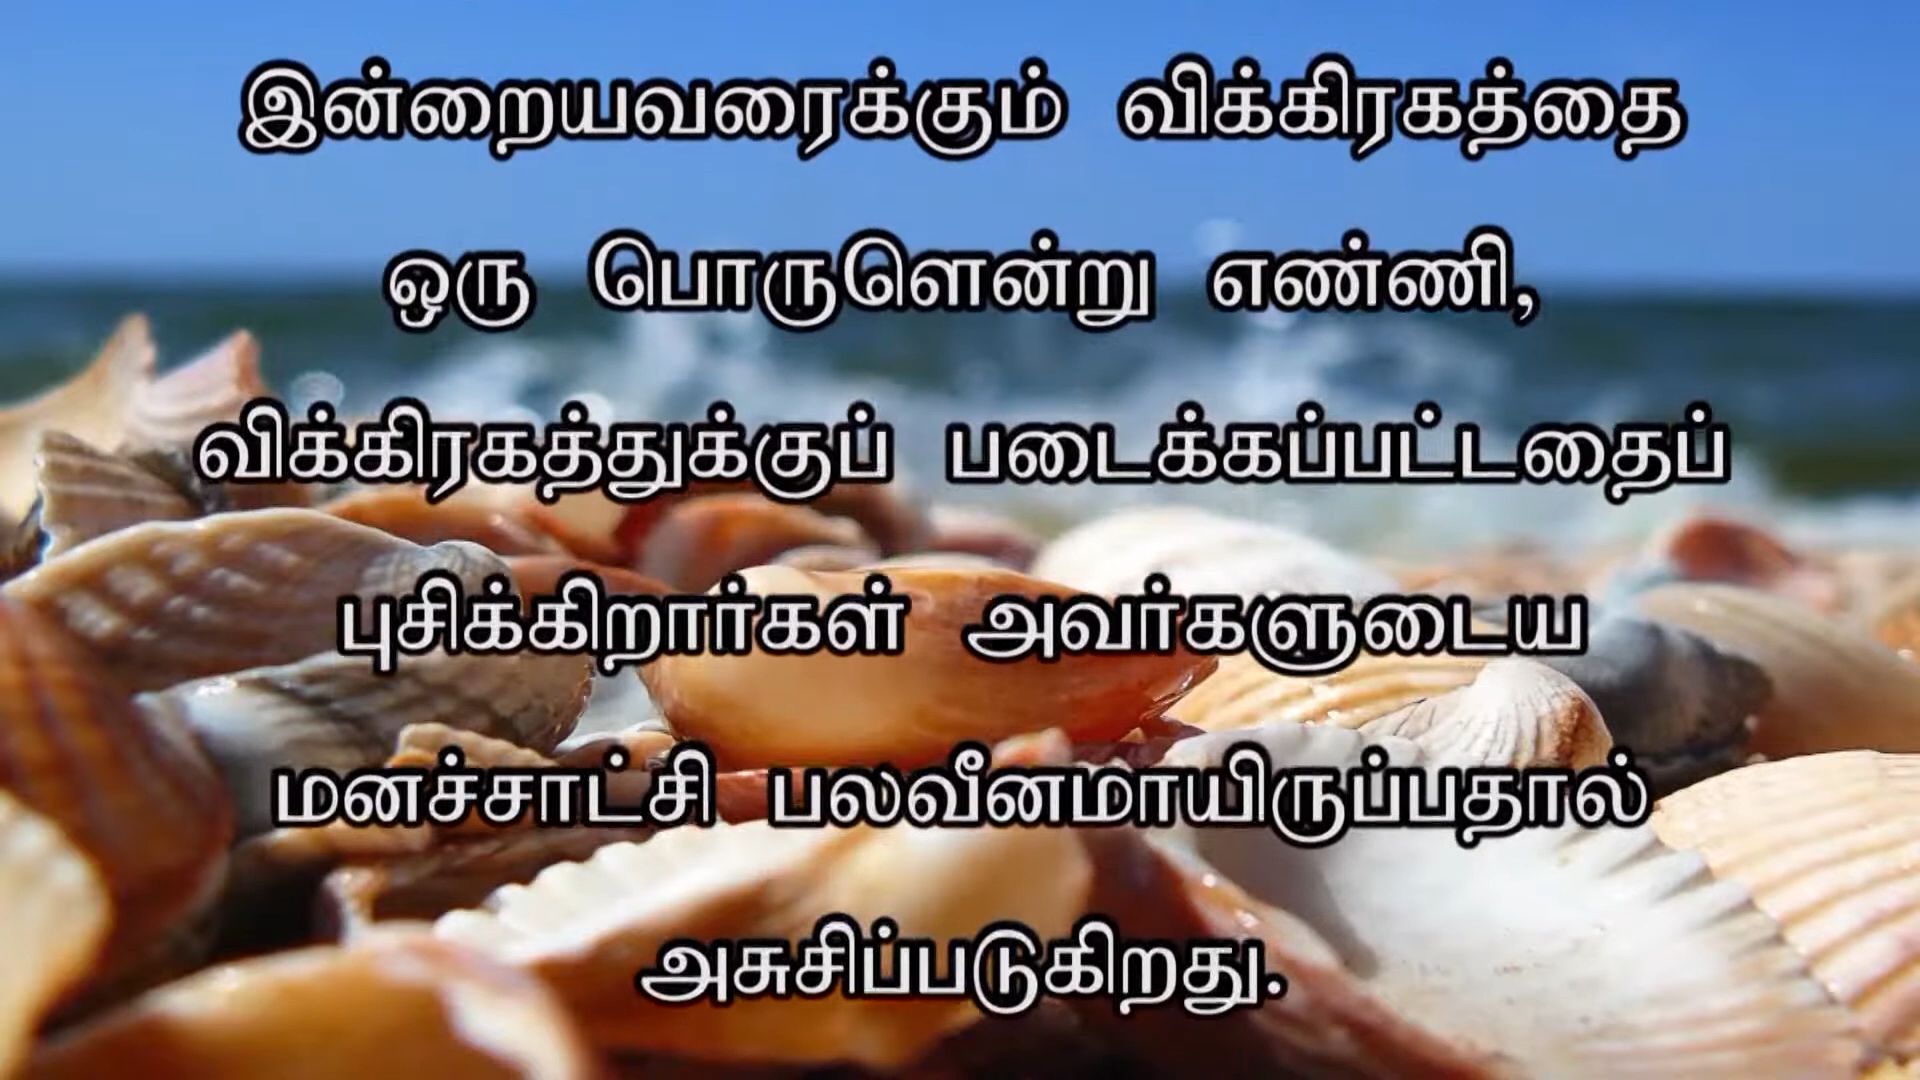 இன்றையவரைக்கும் விக்கிரகத்தை
ஒரு பொருளென்று எண்ணி,
விக்கிரகத்துக்குப் படைக்கப்பட்டதைப்
புசிக்கிறார்கள் அவர்களுடைய
மனச்சாட்சி பலவீனமாயிருப்பதால்
அசுசிப்படுகிறது.